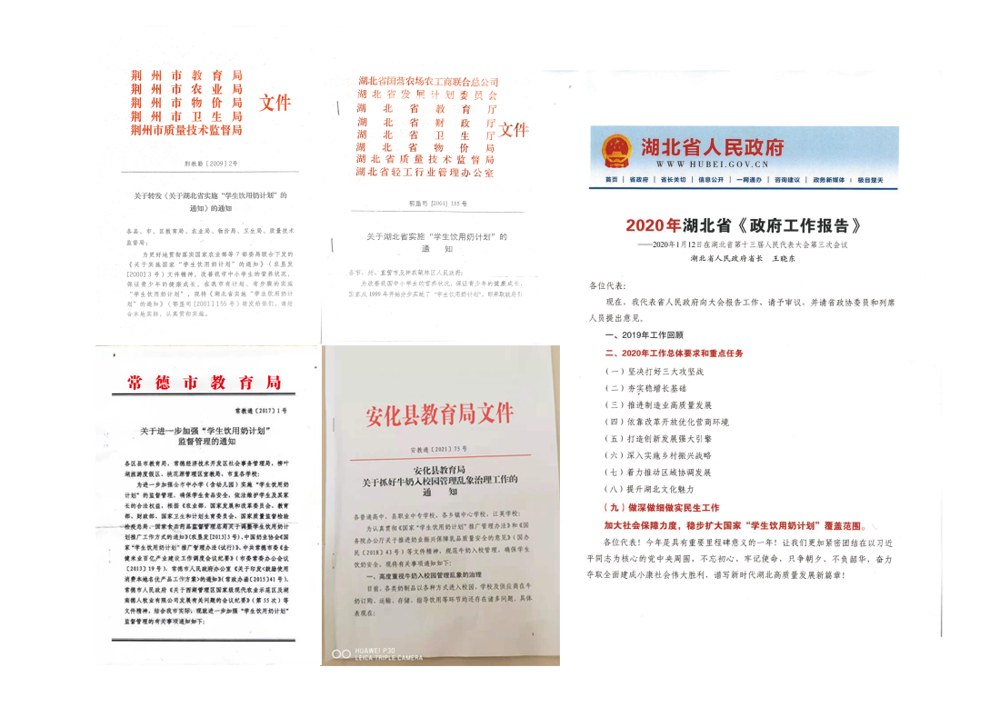 荆州市教育局
荆州市农业局
荆州市物价局
荆州市卫生局
荆州市质量技术监督局
文件
荆教勤〔2009〕2号
关于转发《关于湖北省实施“学生饮用奶计划”的
通知》的通知
各县、市、区教育局、农业局、物价局、卫生局、质量技术
监督局:
为更好地贯彻落实国家农业部等7部委局联合下发的
《关于实施国家“学生饮用奶计划”的通知》(农垦发
[2000]3号)文件精神,改善我市中小学生的营养状况,
保证青少年的健康成长,在我市有计划、有步骤的实施
“学生饮用奶计划”,现将《湖北省实施“学生饮用奶计
划”的通知》(鄂垦司[2001]155号)转发给你们,请结
合本地实际,认真贯彻实施。
湖北省国营农场农工商联合总公司
湖北省发展计划委员会
湖北省教育厅
湖北省财政厅
湖北省卫生厅
湖北省物价局
湖北省质量技术监督局
湖北省轻工行业管理办公室
文件
鄂垦司[2001]155号
关于湖北省实施“学生饮用奶计划”的
通 知
各市、州、直管市及神农架林区人民政府:
为改善我国中小学生的营养状况,保证青少年的健康成长,
国家从1999年开始分步实施了“学生饮用奶计划”,即采取政府引
常德市教育局
常教通〔2017〕1号
关于进一步加强“学生饮用奶计划”
监督管理的通知
各区县市教育局,常德经济技术开发区社会事务管理局,柳叶
湖旅游度假区、桃花源管理区宣教局,市直各学校:
为进一步加强全市中小学(含幼儿园)实施“学生饮用奶
计划”的监督管理,确保学生食品安全,依法维护学生及其家
长的合法权益,根据《农业部、国家发展和改革委员会、教育
部、财政部、国家卫生和计划生育委员会、国家质量监督检验
检疫总局、国家食品药品监督管理总局关于调整学生饮用奶计
划推广工作方式的通知》(农垦发[2013]3号)、中国奶业协会《国
家“学生饮用奶计划”推广管理办法(试行)》、中共常德市委《金
健米业百亿产业建设工作调度会议纪要》(市委常委办公会议
〔2013〕19号)、常德市人民政府办公室《关于印发<鼓励使用
消费本地名优产品工作方案>的通知》(常政办函[2015]41号)、
常德市人民政府《关于西湖管理区国家级现代农业示范区及湖
南德人牧业有限公司发展有关问题的会议纪要》(第55次)等
文件精神,结合我市实际,现就进一步加强“学生饮用奶计划”
监督管理的有关事项通知如下:
安化县教育局文件
安教通〔2021〕75号
安化县教育局
关于抓好牛奶入校园管理乱象治理工作的
通 知
各普通高中,县职业中专学校,各乡镇中心学校、江英学校:
为认真贯彻《国家“学生饮用奶计划”推广管理办法》和《国
务院办公厅关于推进奶业振兴保障乳品质量安全的意见》(国办
发〔2018〕43号)等文件精神,规范牛奶入校管理,确保学生
饮奶安全,现将有关事项通知如下:
一、高度重视牛奶入校园管理乱象的治理
目前,各类奶制品以各种方式进入校园,学校及供应商在牛
奶订购、运输、存储、指导饮用等环节均还存在诸多问题,具体
表现在:
1
HUAWEI P30
LEICA TRIPLE CAMERA
湖北省人民政府
WWW.HUBEI.GOV.CN
首页 | 省政府 | 省长关切 | 信息公开 | 一网通办 | 咨询建议 | 政务新媒体 | 极目楚天
2020年湖北省《政府工作报告》
——2020年1月12日在湖北省第十三届人民代表大会第三次会议
湖北省人民政府省长 王晓东
各位代表:
现在,我代表省人民政府向大会报告工作,请予审议,并请省政协委员和列席
人员提出意见。
一、2019年工作回顾
二、2020年工作总体要求和重点任务
(一)坚决打好三大攻坚战
(二)夯实稳增长基础
(三)推进制造业高质量发展
(四)依靠改革开放优化营商环境
(五)打造创新发展强大引擎
(六)深入实施乡村振兴战略
(七)着力推动区域协调发展
(八)提升湖北文化魅力
(九)做深做细做实民生工作
加大社会保障力度,稳步扩大国家“学生饮用奶计划”覆盖范围。
各位代表!今年是具有重要里程碑意义的一年!让我们更加紧密团结在以习近
平同志为核心的党中央周围,不忘初心、牢记使命,只争朝夕、不负韶华,奋力
夺取全面建成小康社会伟大胜利,谱写新时代湖北高质量发展新篇章!